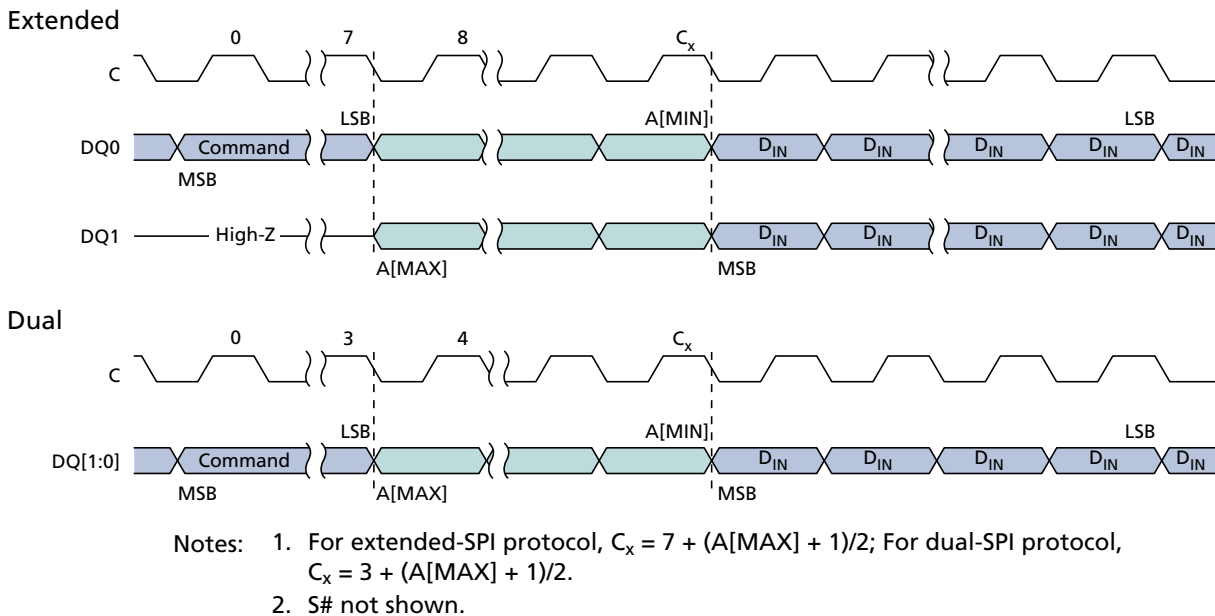 Extended
0 7 8 Cx
C
LSB A[MIN] LSB
DQ0 Command DIN DIN DIN DIN DIN
MSB
DQ1 High-Z DIN DIN DIN DIN DIN
A[MAX] MSB
Dual
0 3 4 Cx
C
LSB A[MIN] LSB
DQ[1:0] Command DIN DIN DIN DIN DIN
MSB A[MAX] MSB
Notes: 1. For extended-SPI protocol, Cx = 7 + (A[MAX] + 1)/2; For dual-SPI protocol,
Cx = 3 + (A[MAX] + 1)/2.
2. S# not shown.